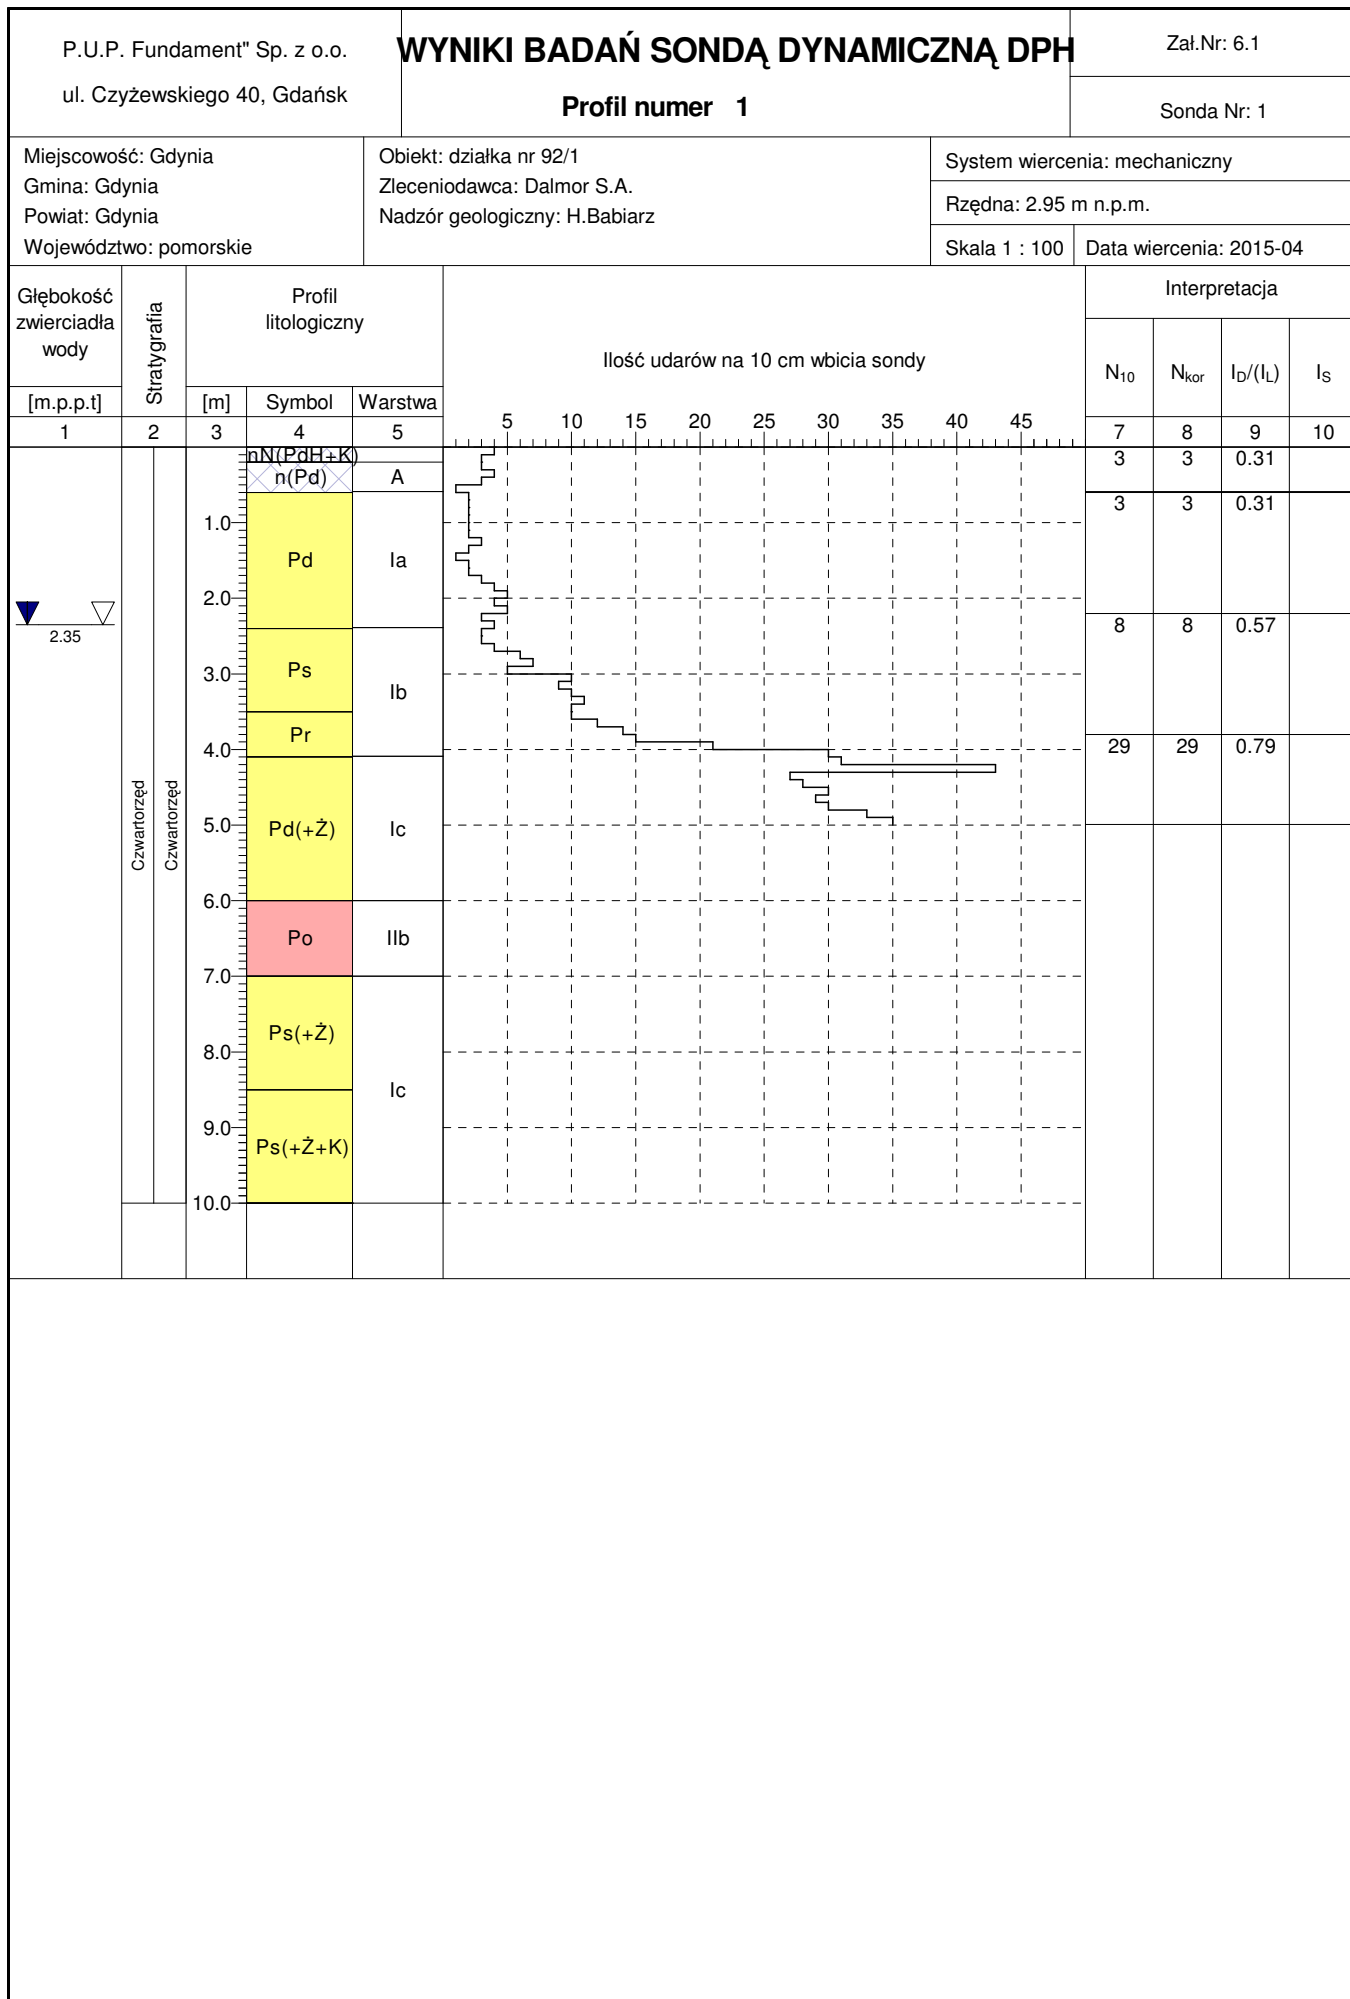 P.U.P. Fundament" Sp. z o.o.
ul. Czyżewskiego 40, Gdańsk
WYNIKI BADAŃ SONDĄ DYNAMICZNĄ DPH
Profil numer 1
Zał.Nr: 6.1
Sonda Nr: 1
Miejscowość: Gdynia
Gmina: Gdynia
Powiat: Gdynia
Województwo: pomorskie
Obiekt: działka nr 92/1
Zleceniodawca: Dalmor S.A.
Nadzór geologiczny: H.Babiarz
System wiercenia: mechaniczny
Rzędna: 2.95 m n.p.m.
Skala 1 : 100
Data wiercenia: 2015-04
Głębokość
zwierciadła
wody
[m.p.p.t]
Stratygrafia
Profil
litologiczny
[m]
Symbol
Warstwa
Ilość udarów na 10 cm wbicia sondy
Interpretacja
N10
Nkor
ID/(IL)
IS
5 10 15 20 25 30 35 40 45
1 2 3 4 5 7 8 9 10
nN(PdH+K)
n(Pd) A
3 3 0.31
3 3 0.31
1.0
Pd Ia
2.0
2.35
8 8 0.57
Ps
3.0
Ib
Pr
4.0
29 29 0.79
Czwartorzęd
Czwartorzęd
Pd(+Ż) Ic
5.0
6.0
Po IIb
7.0
Ps(+Ż)
8.0
Ic
9.0
Ps(+Ż+K)
10.0